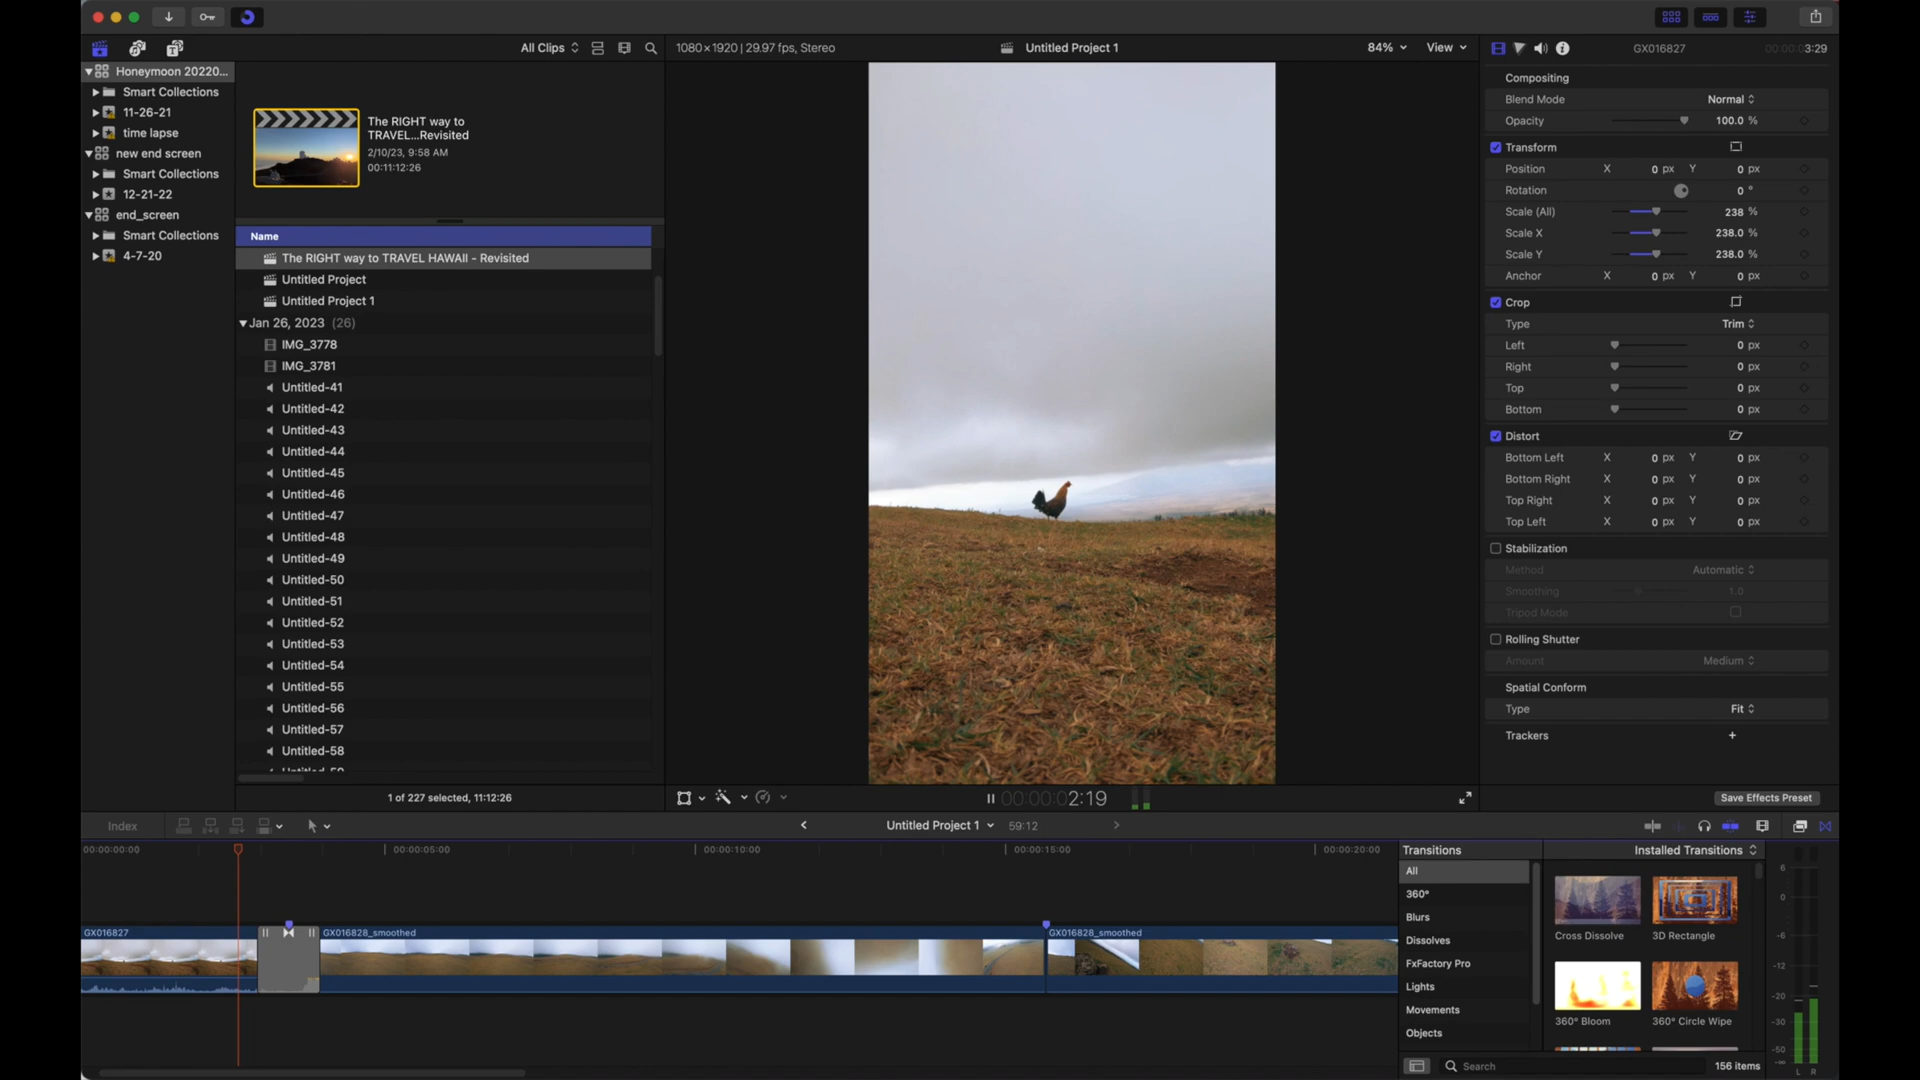 All Clips
1080×1920 | 29.97 fps, Stereo
Untitled Project 1
84%
View
GX016827
00:00:03:29
Honeymoon 20220...
Smart Collections
11-26-21
time lapse
new end screen
Smart Collections
12-21-22
end_screen
Smart Collections
4-7-20
The RIGHT way to
TRAVEL...Revisited
2/10/23, 9:58 AM
00:11:12:26
Name
The RIGHT way to TRAVEL HAWAII - Revisited
Untitled Project
Untitled Project 1
Jan 26, 2023 (26)
IMG_3778
IMG_3781
Untitled-41
Untitled-42
Untitled-43
Untitled-44
Untitled-45
Untitled-46
Untitled-47
Untitled-48
Untitled-49
Untitled-50
Untitled-51
Untitled-52
Untitled-53
Untitled-54
Untitled-55
Untitled-56
Untitled-57
Untitled-58
1 of 227 selected, 11:12:26
00:00:02:19
Compositing
Blend Mode Normal
Opacity 100.0 %
Transform
Position X 0 px Y 0 px
Rotation 0 °
Scale (All) 238 %
Scale X 238.0 %
Scale Y 238.0 %
Anchor X 0 px Y 0 px
Crop
Type Trim
Left 0 px
Right 0 px
Top 0 px
Bottom 0 px
Distort
Bottom Left X 0 px Y 0 px
Bottom Right X 0 px Y 0 px
Top Right X 0 px Y 0 px
Top Left X 0 px Y 0 px
Stabilization
Method Automatic
Smoothing 1.0
Tripod Mode
Rolling Shutter
Amount Medium
Spatial Conform
Type Fit
Trackers +
Save Effects Preset
Index
Untitled Project 1
59:12
00:00:00:00
00:00:05:00
00:00:10:00
00:00:15:00
00:00:20:00
GX016827
GX016828_smoothed
GX016828_smoothed
Transitions
All
360°
Blurs
Dissolves
FxFactory Pro
Lights
Movements
Objects
Installed Transitions
Cross Dissolve
3D Rectangle
360° Bloom
360° Circle Wipe
Search
156 items
6
0
-6
-12
-20
-30
-50
-∞
L R